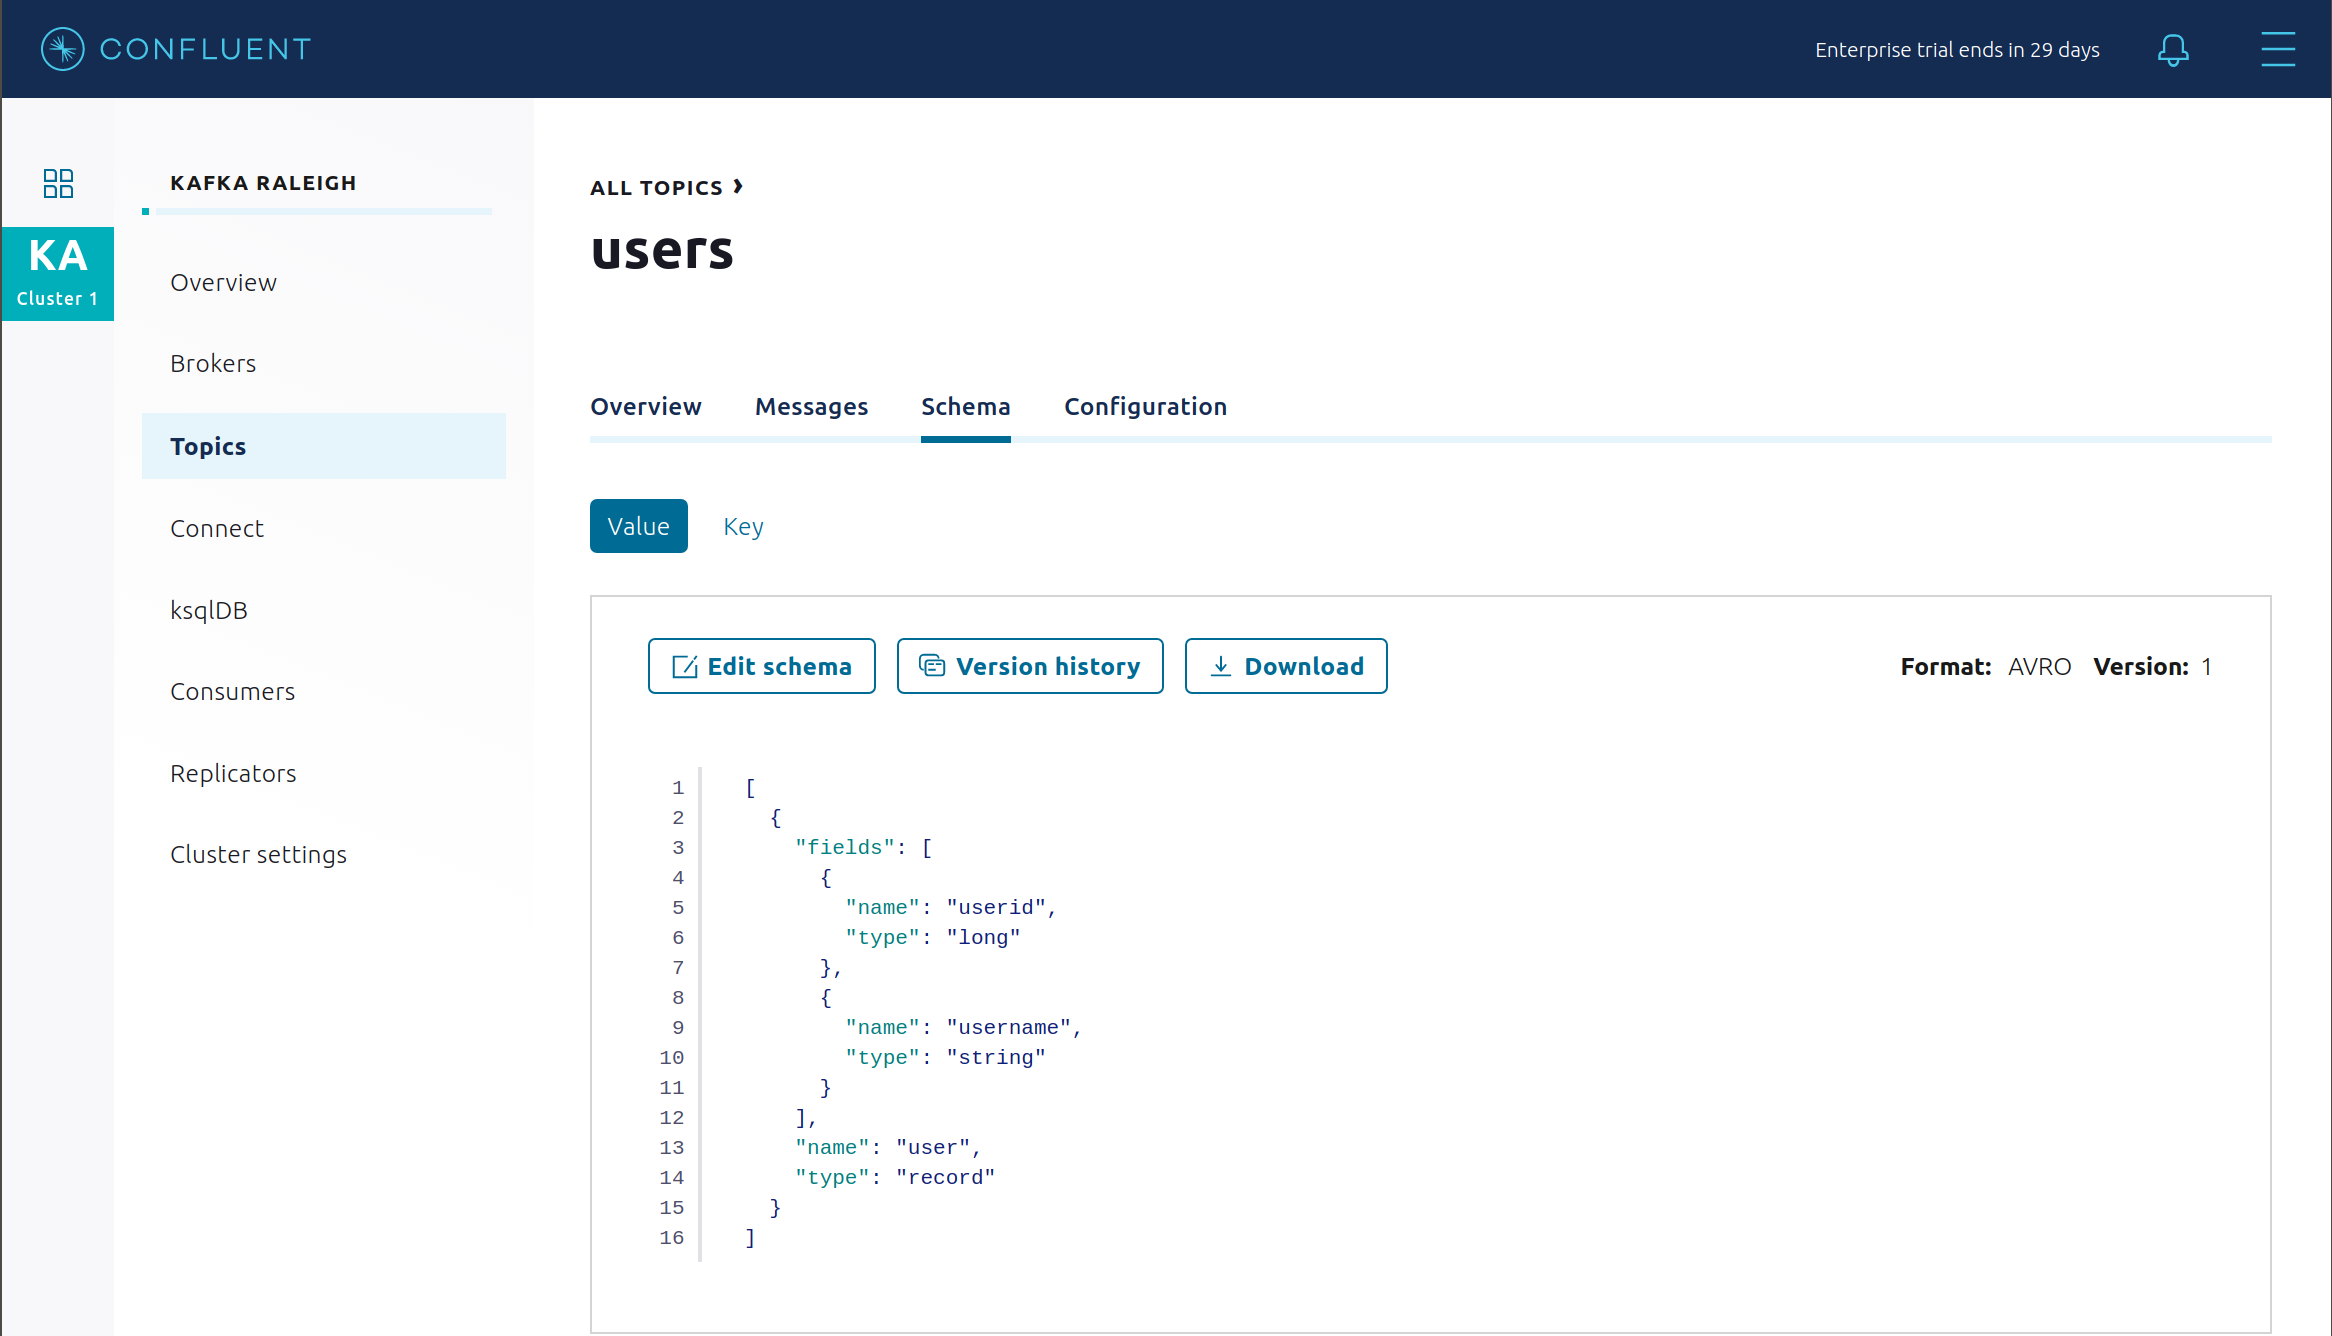 CONFLUENT
Enterprise trial ends in 29 days
KA
Cluster 1
KAFKA RALEIGH
Overview
Brokers
Topics
Connect
ksqlDB
Consumers
Replicators
Cluster settings
ALL TOPICS ›
users
Overview Messages Schema Configuration
Value Key
Edit schema Version history Download Format: AVRO Version: 1
1 [
2 {
3 "fields": [
4 {
5 "name": "userid",
6 "type": "long"
7 },
8 {
9 "name": "username",
10 "type": "string"
11 }
12 ],
13 "name": "user",
14 "type": "record"
15 }
16 ]